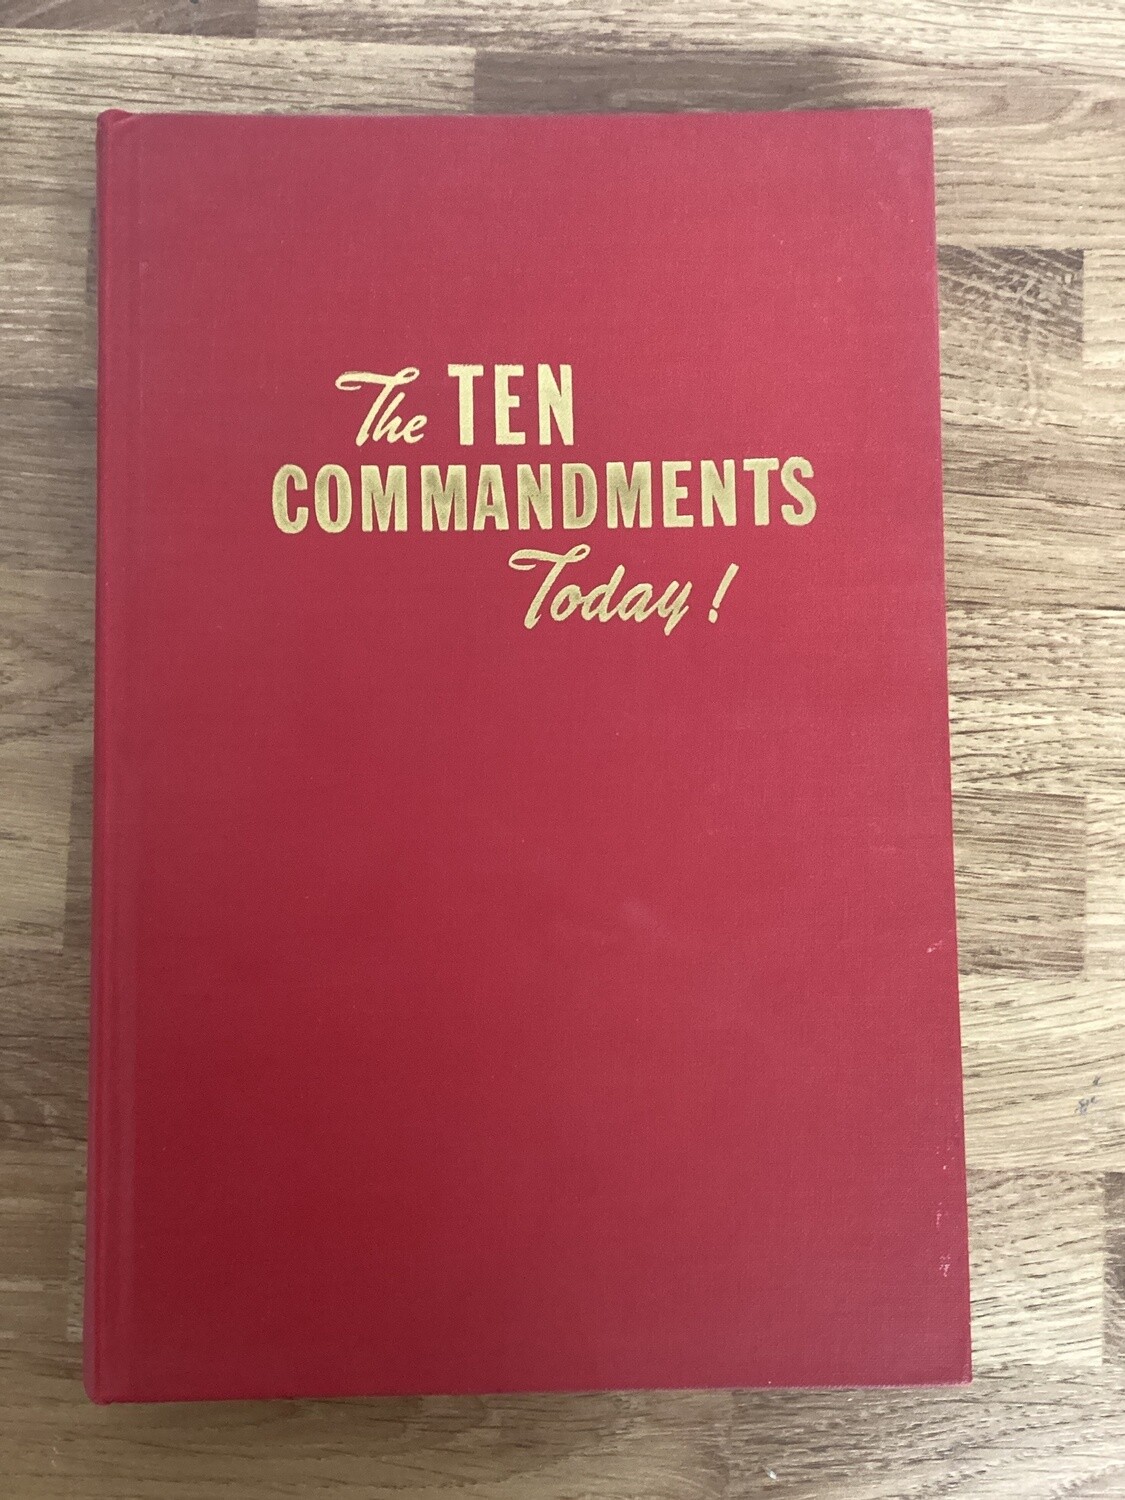 The TEN
COMMANDMENTS
Today!